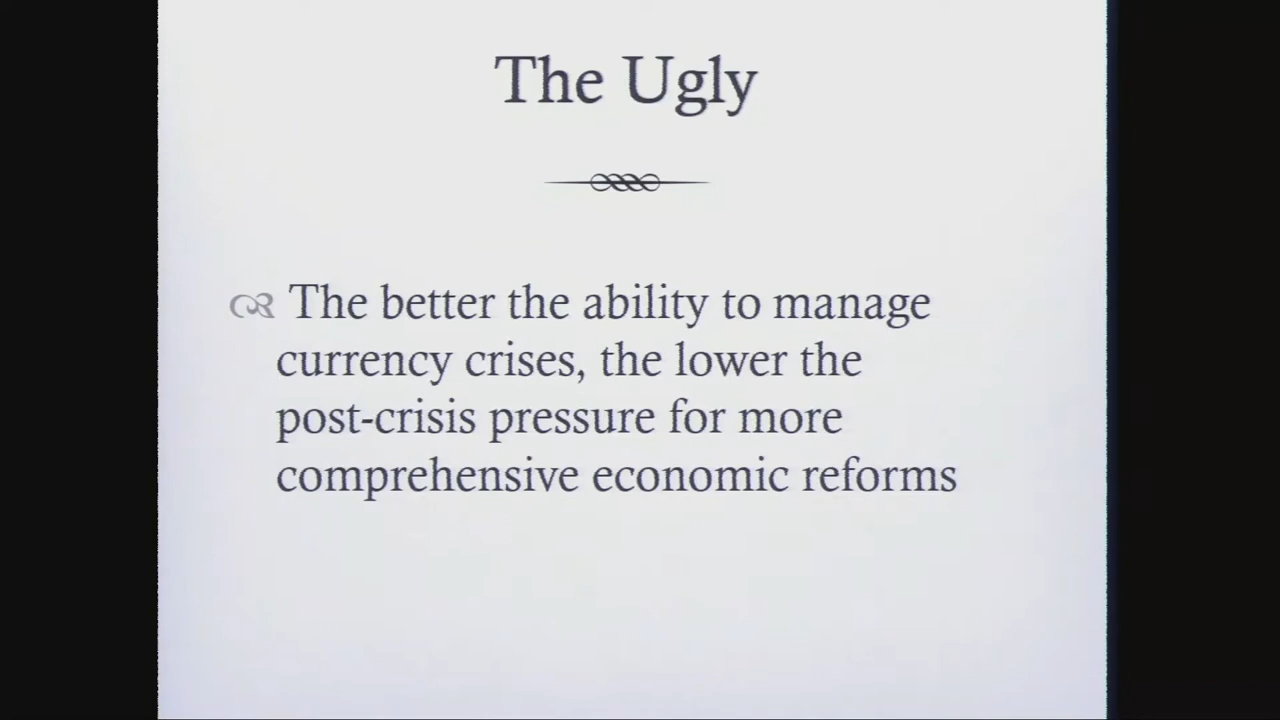 The Ugly
The better the ability to manage
currency crises, the lower the
post-crisis pressure for more
comprehensive economic reforms